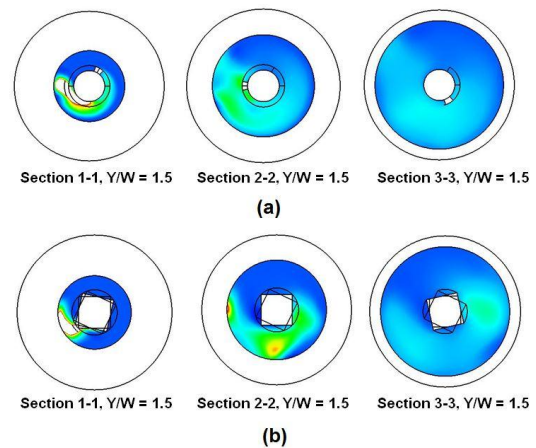 Section 1-1, Y/W = 1.5 Section 2-2, Y/W = 1.5 Section 3-3, Y/W = 1.5
(a)
Section 1-1, Y/W = 1.5 Section 2-2, Y/W = 1.5 Section 3-3, Y/W = 1.5
(b)